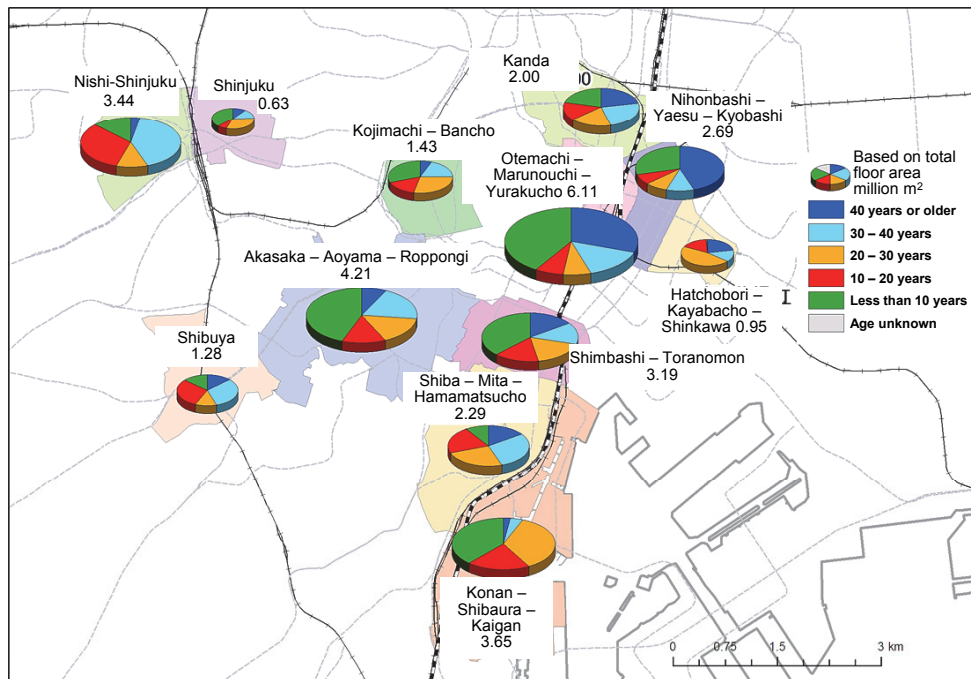 Kanda
2.00
00
Nishi-Shinjuku
3.44
Shinjuku
0.63
Nihonbashi –
Yaesu – Kyobashi
2.69
Kojimachi – Bancho
1.43
Otemachi –
Marunouchi –
Yurakucho 6.11
Based on total
floor area
million m²
40 years or older
30 – 40 years
20 – 30 years
10 – 20 years
Less than 10 years
Age unknown
Akasaka – Aoyama – Roppongi
4.21
Hatchobori –
Kayabacho –
Shinkawa 0.95
I
Shibuya
1.28
Shimbashi – Toranomon
3.19
Shiba – Mita –
Hamamatsucho
2.29
Konan –
Shibaura –
Kaigan
3.65
0 0.75 1.5 3 km